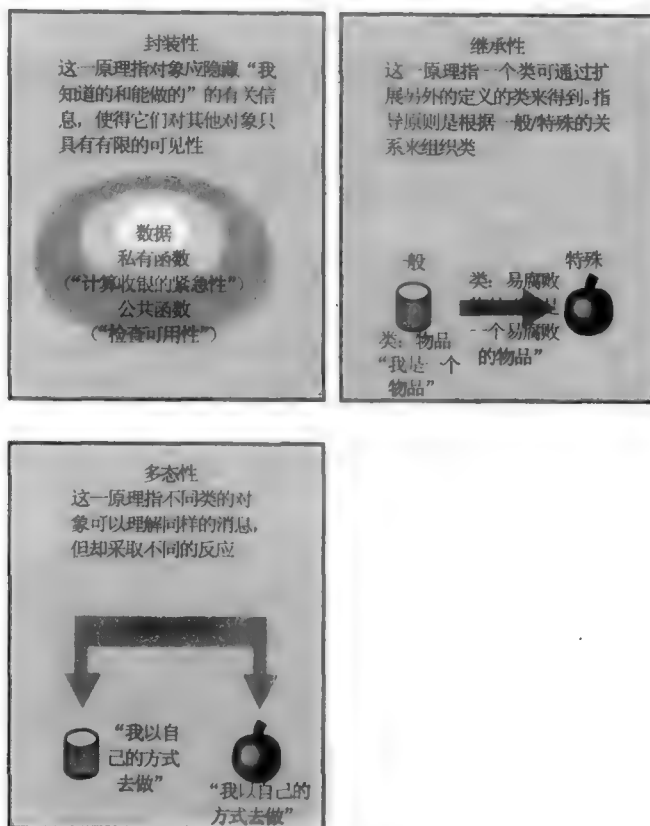 封装性
这一原理指对象应隐藏“我
知道的和能做的”的有关信
息，使得它们对其他对象只
具有有限的可见性
数据
私有函数
(“计算收银的紧急性”)
公共函数
(“检查可用性”)
继承性
这一原理指一个类可通过扩
展另外的定义的类来得到。指
导原则是根据一般/特殊的关
系来组织类
一般
类：物品
“我是一个
物品”
特殊
类：易腐败
是
一个易腐败
的物品”
多态性
这一原理指不同类的对
象可以理解同样的消息，
但却采取不同的反应
“我以自
己的方式
去做”
“我以自己的
方式去做”